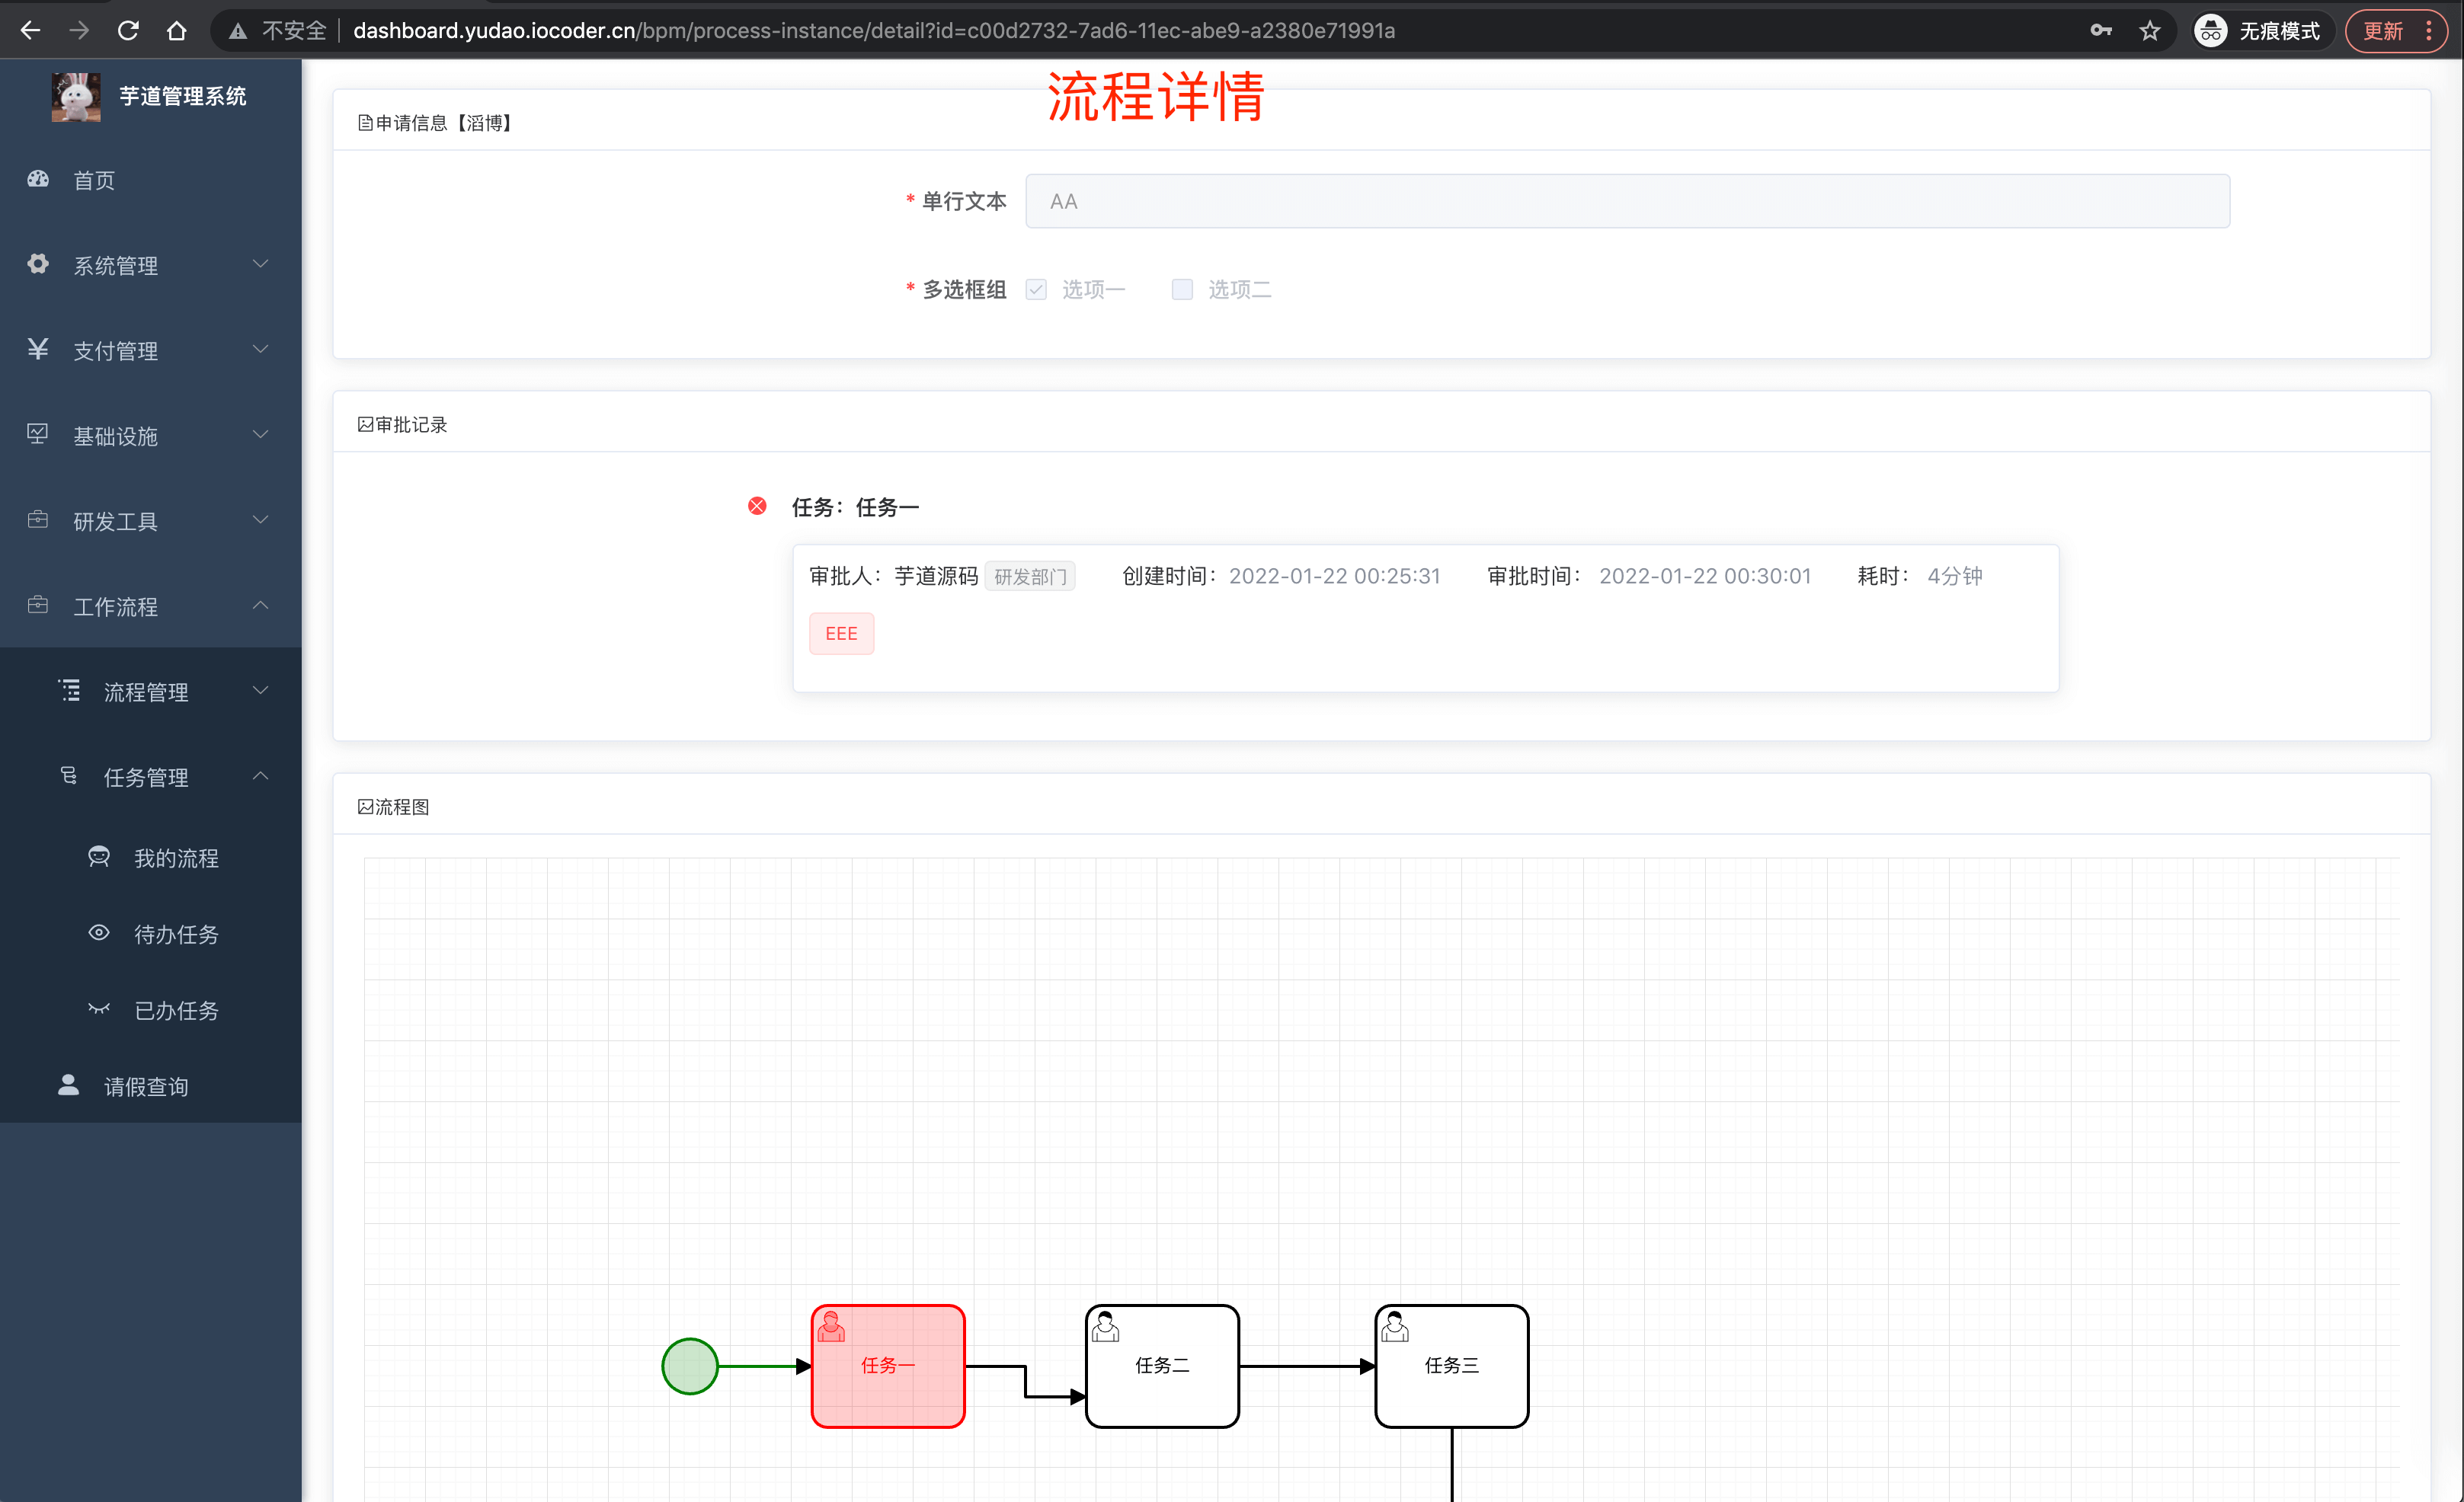 不安全 dashboard.yudao.iocoder.cn/bpm/process-instance/detail?id=c00d2732-7ad6-11ec-abe9-a2380e71991a 无痕模式 更新
芋道管理系统
首页
系统管理
支付管理
基础设施
研发工具
工作流程
流程管理
任务管理
我的流程
待办任务
已办任务
请假查询
流程详情
申请信息【滔博】
* 单行文本 AA
* 多选框组 选项一 选项二
审批记录
任务：任务一
审批人：芋道源码 研发部门 创建时间：2022-01-22 00:25:31 审批时间：2022-01-22 00:30:01 耗时：4分钟
EEE
流程图
任务一 任务二 任务三